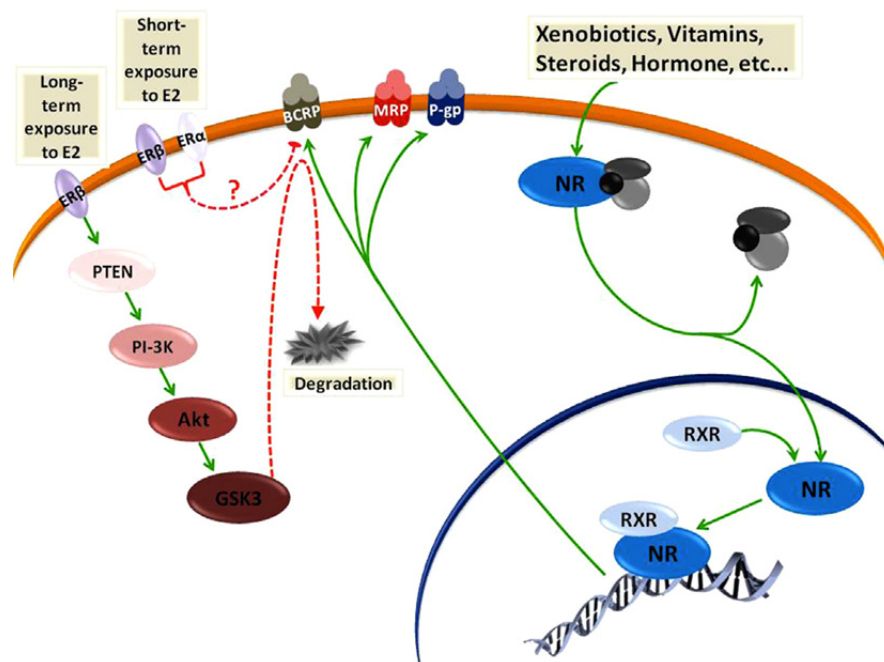 Short-
term
exposure
to E2
Long-
term
exposure
to E2
Xenobiotics, Vitamins,
Steroids, Hormone, etc...
BCRP
MRP
P-gp
ERβ
ERα
ERβ
?
NR
PTEN
PI-3K
Akt
GSK3
Degradation
RXR
NR
RXR
NR